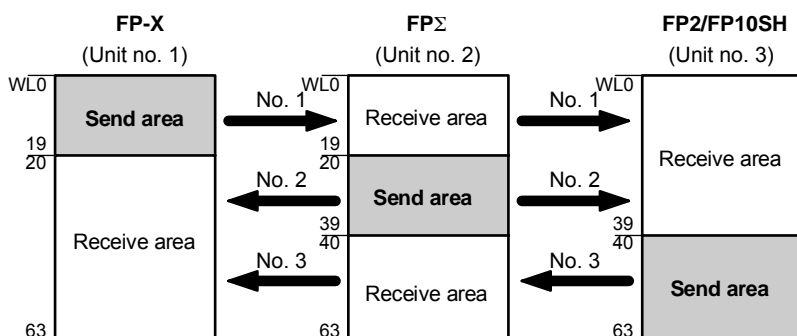 FP-X FPΣ FP2/FP10SH
(Unit no. 1) (Unit no. 2) (Unit no. 3)
WL0 WL0 WL0
Send area No. 1 Receive area No. 1
19 19
20 20
Receive area
No. 2 Send area No. 2
Receive area
39 39
40 40
No. 3 Receive area No. 3 Send area
63 63 63